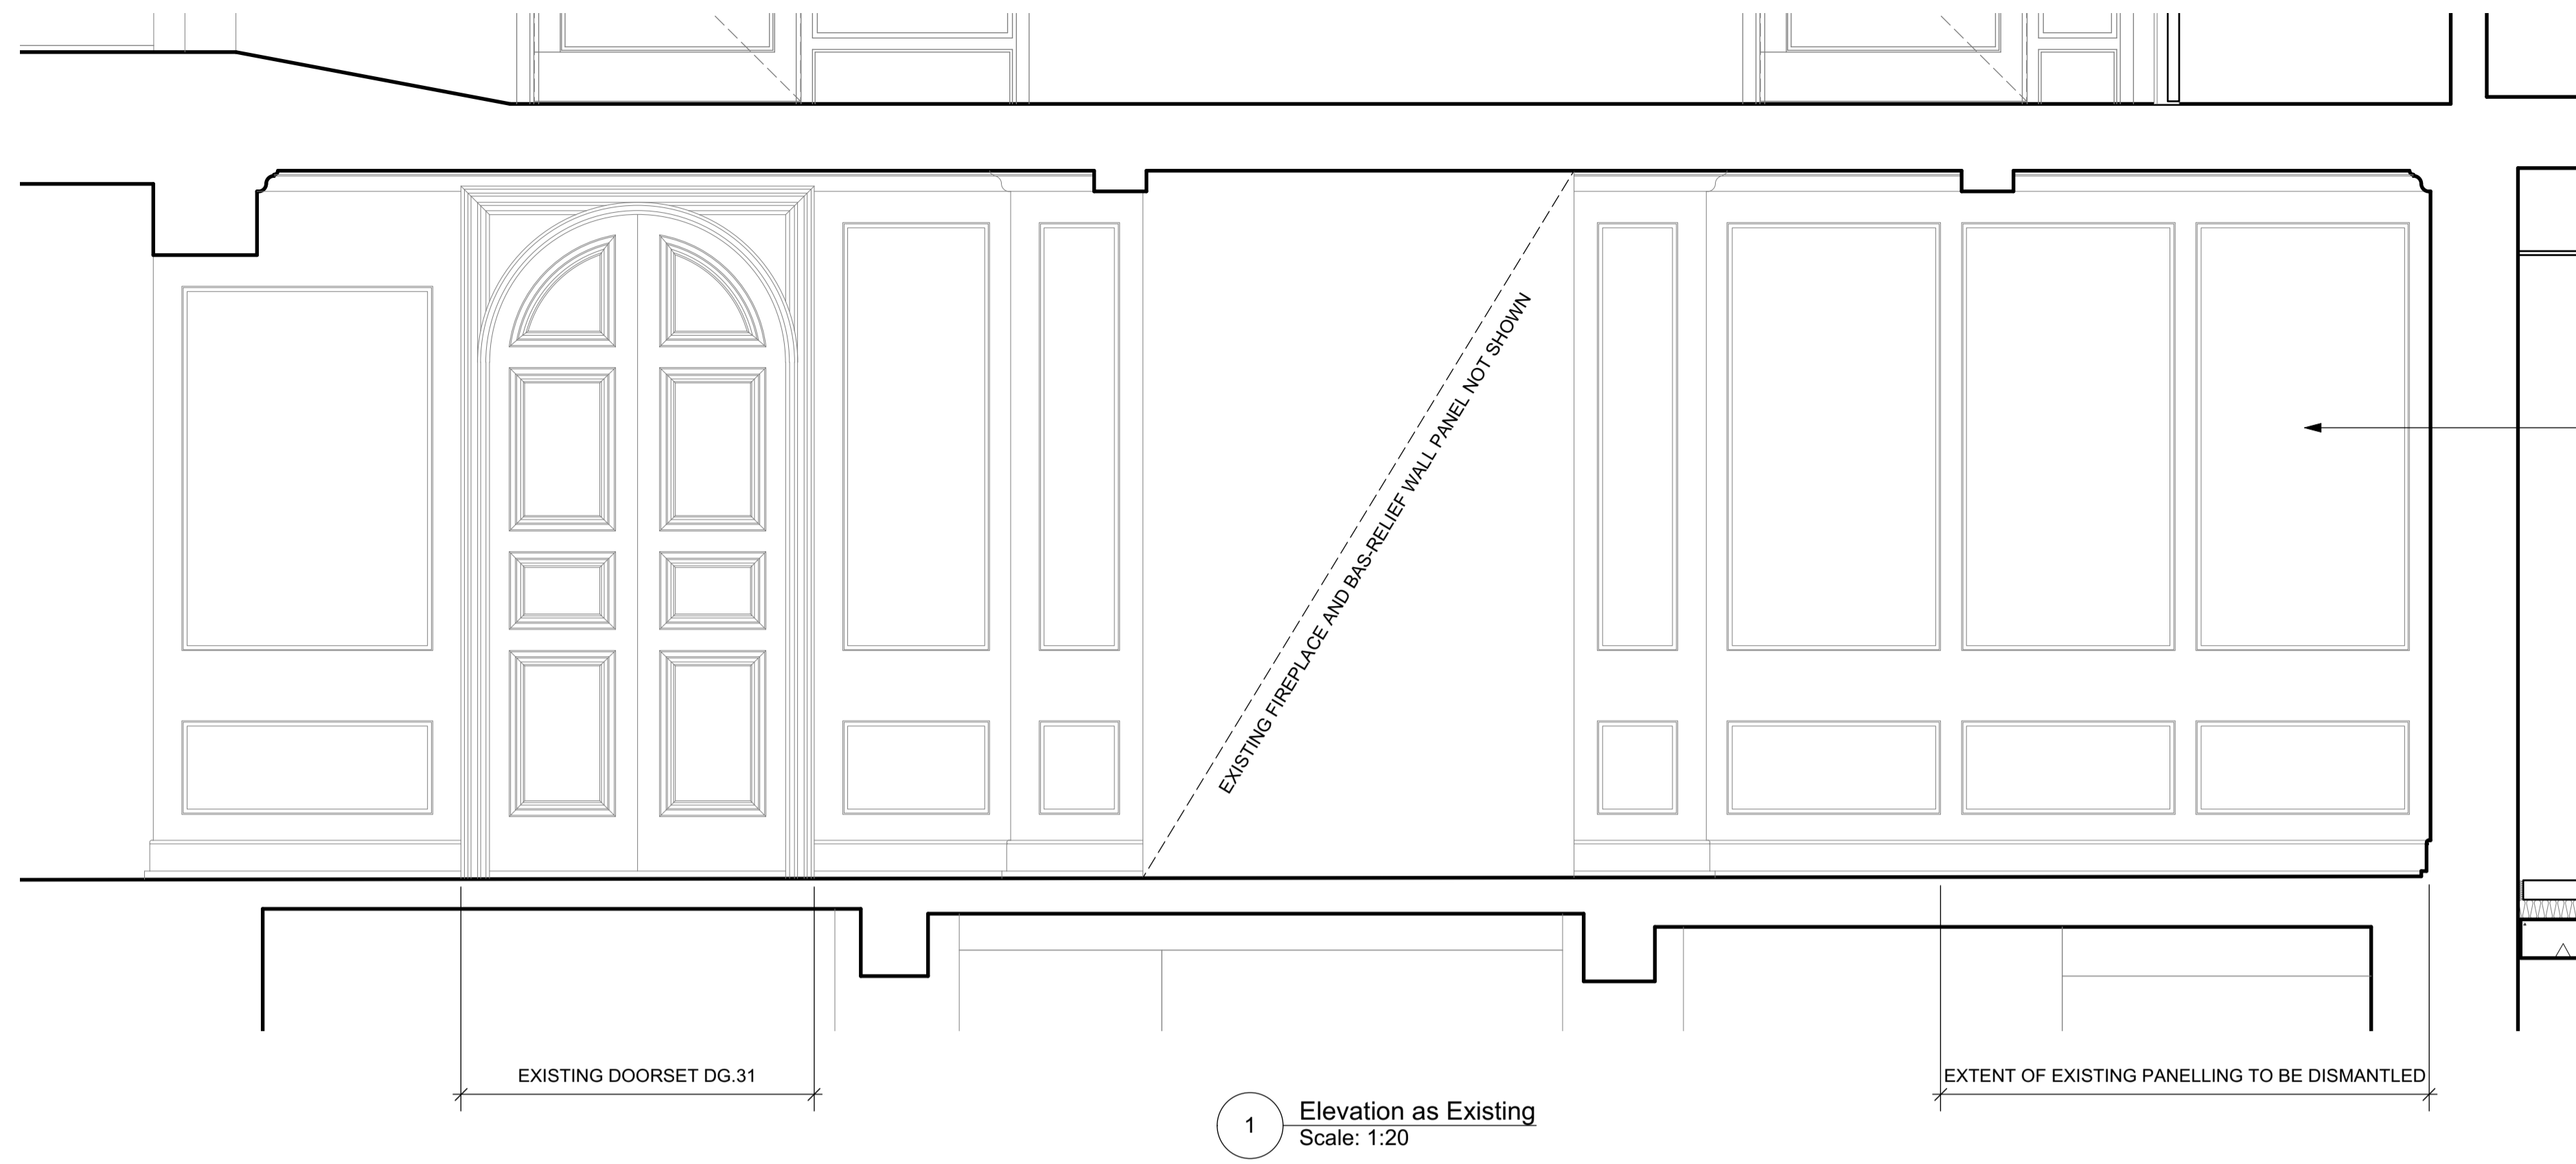 EXISTING FIREPLACE AND BAS-RELIEF WALL PANEL NOT SHOWN
EXISTING DOORSET DG.31
EXTENT OF EXISTING PANELLING TO BE DISMANTLED
1
Elevation as Existing
Scale: 1:20